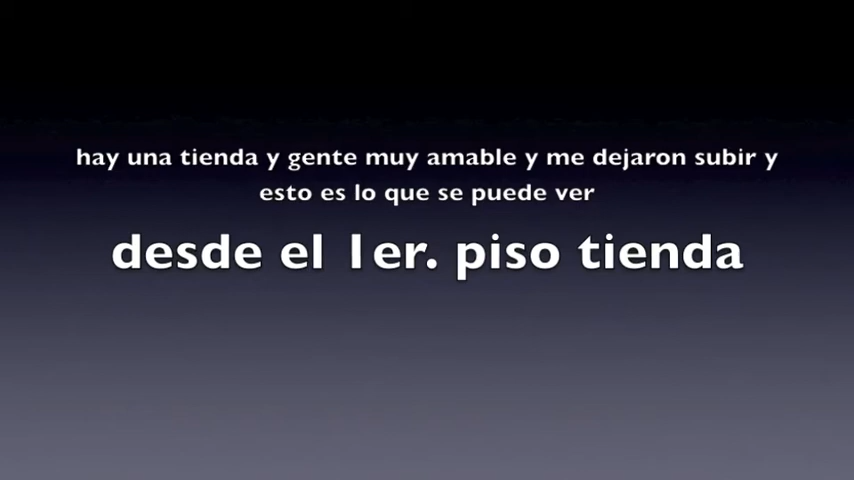 hay una tienda y gente muy amable y me dejaron subir y
esto es lo que se puede ver
desde el 1er. piso tienda